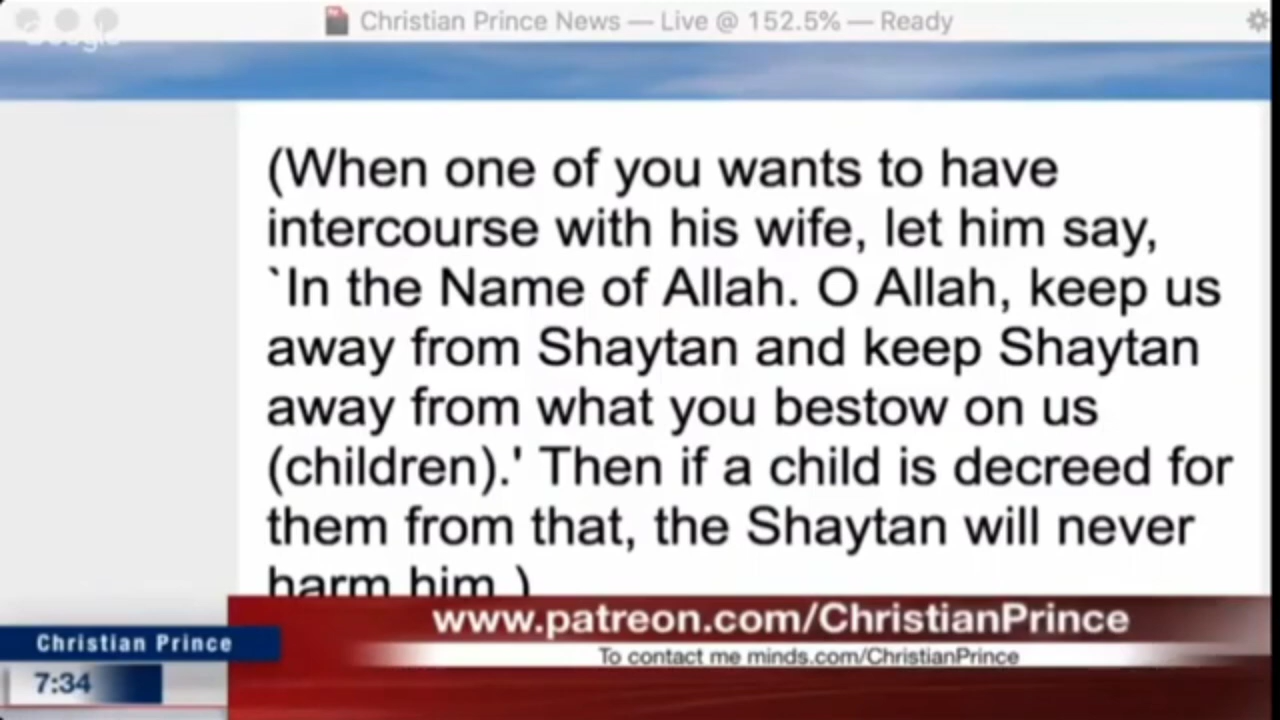 Christian Prince News — Live @ 152.5% — Ready
Google
(When one of you wants to have
intercourse with his wife, let him say,
`In the Name of Allah. O Allah, keep us
away from Shaytan and keep Shaytan
away from what you bestow on us
(children).' Then if a child is decreed for
them from that, the Shaytan will never
harm him.)
www.patreon.com/ChristianPrince
Christian Prince
To contact me minds.com/ChristianPrince
7:34